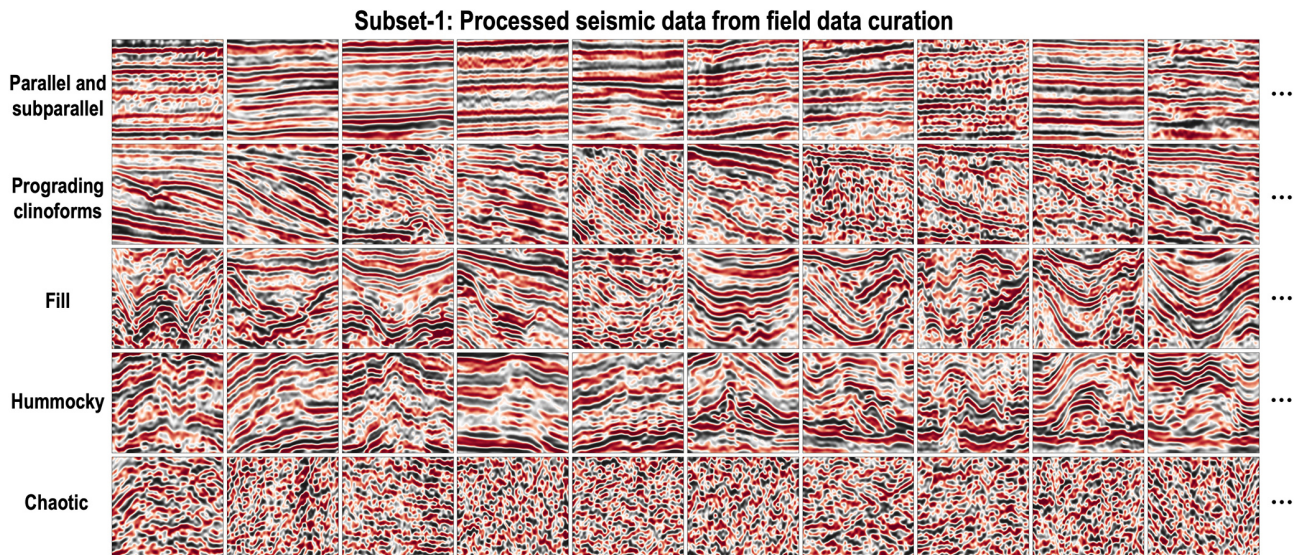 Subset-1: Processed seismic data from field data curation
Parallel and
subparallel
...
Prograding
clinoforms
...
Fill
...
Hummocky
...
Chaotic
...